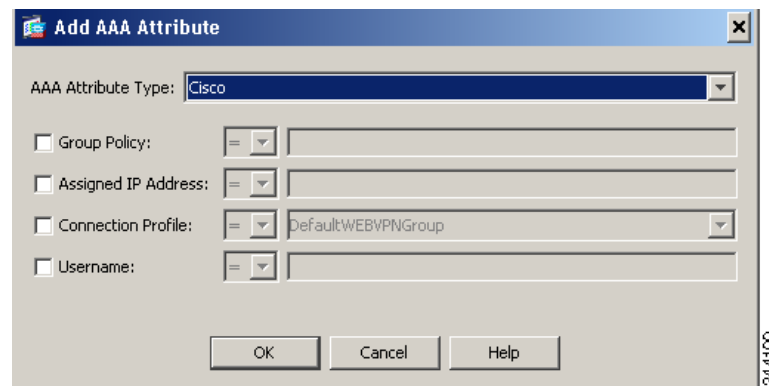 Add AAA Attribute
AAA Attribute Type: Cisco
Group Policy: =
Assigned IP Address: =
Connection Profile: = DefaultWEBVPNGroup
Username: =
OK Cancel Help